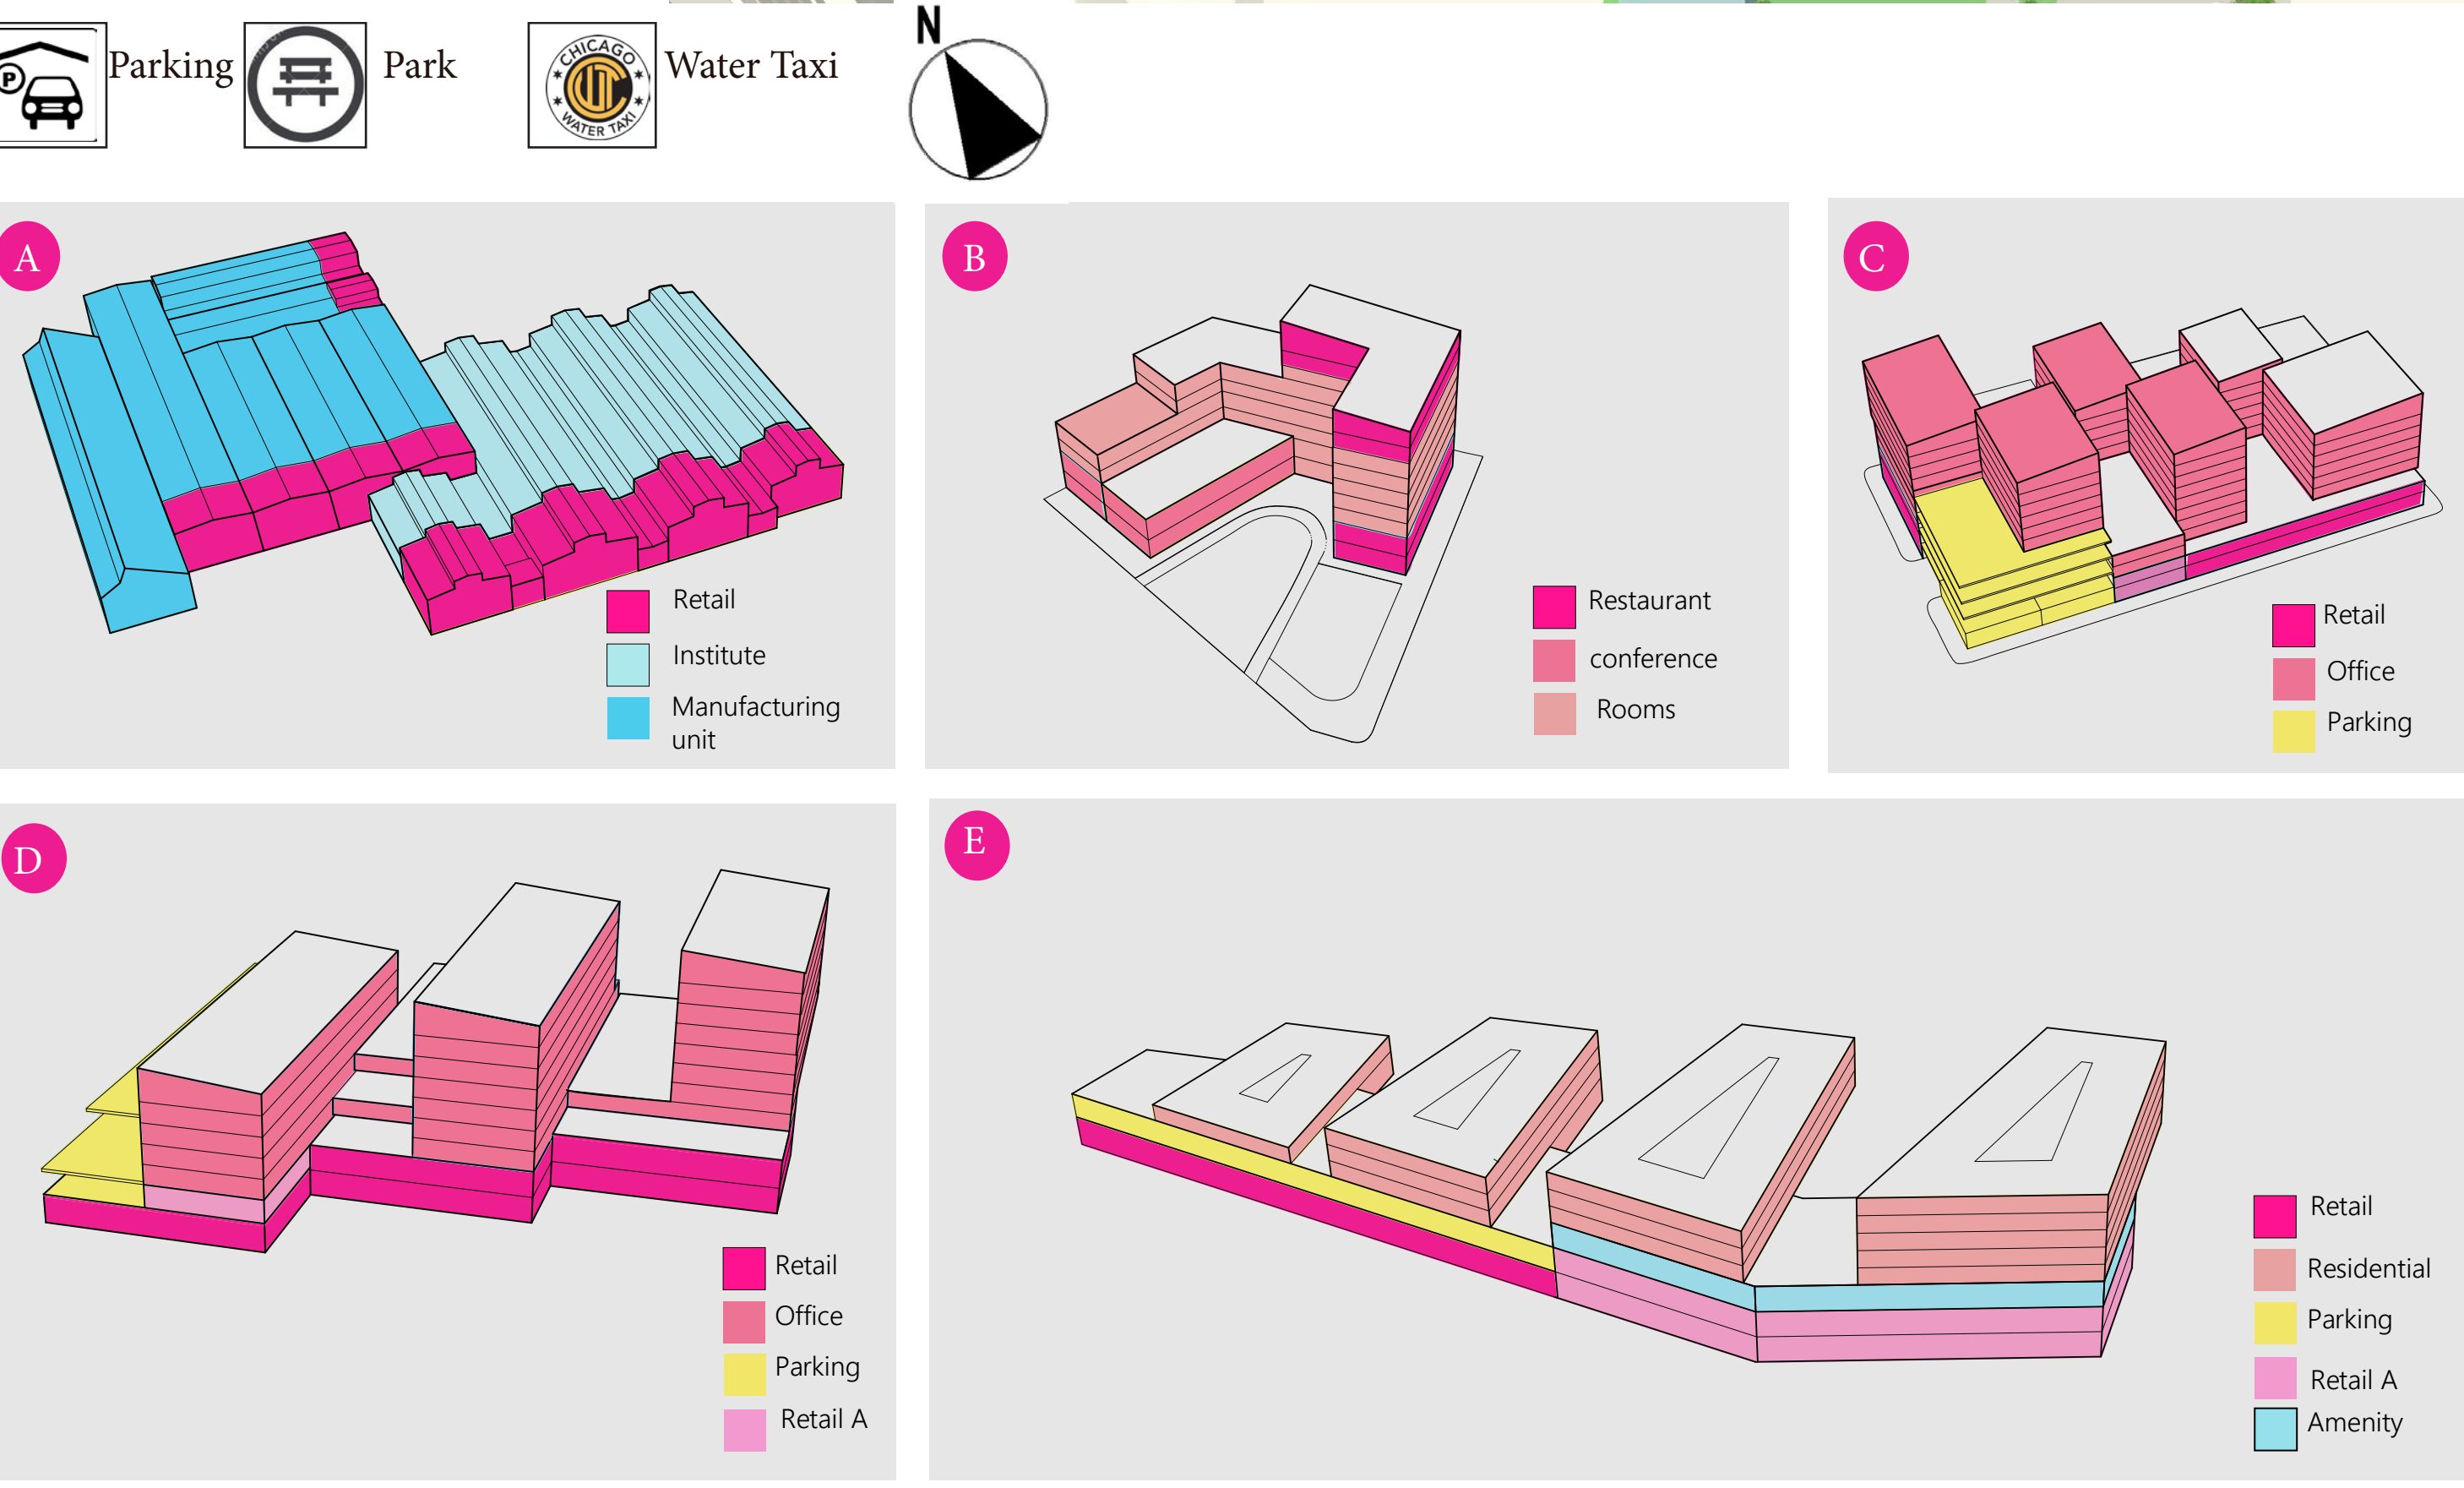 N
P
Parking
Park
CHICAGO
WATER TAXI
Water Taxi
A
Retail
Institute
Manufacturing
unit
B
Restaurant
conference
Rooms
C
Retail
Office
Parking
D
Retail
Office
Parking
Retail A
E
Retail
Residential
Parking
Retail A
Amenity